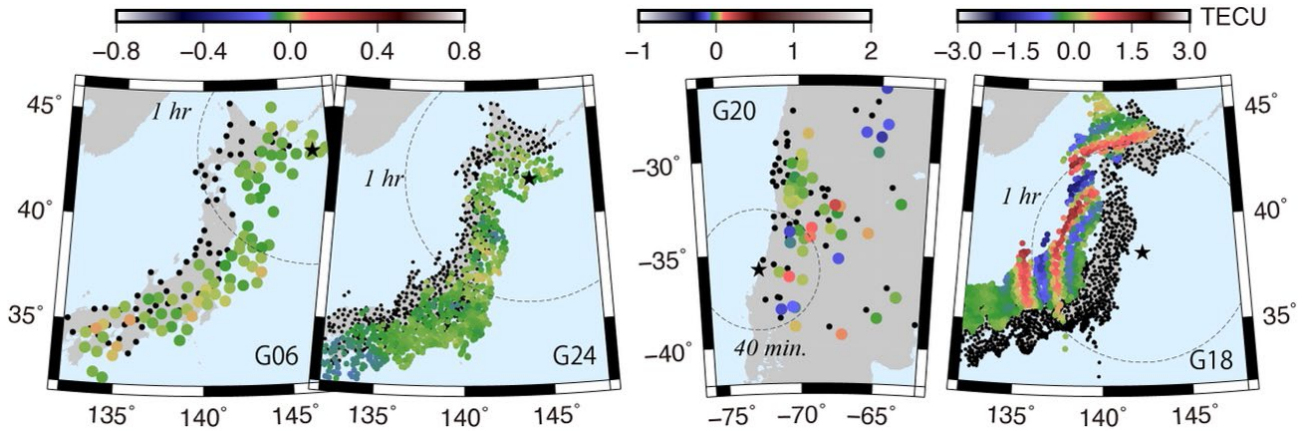 TECU
−0.8 −0.4 0.0 0.4 0.8
−1 0 1 2
−3.0 −1.5 0.0 1.5 3.0
45°
40°
35°
1 hr
G06
135° 140° 145°
1 hr
G24
135° 140° 145°
G20
−30°
−35°
−40°
40 min.
−75° −70° −65°
1 hr
G18
45°
40°
35°
135° 140° 145°